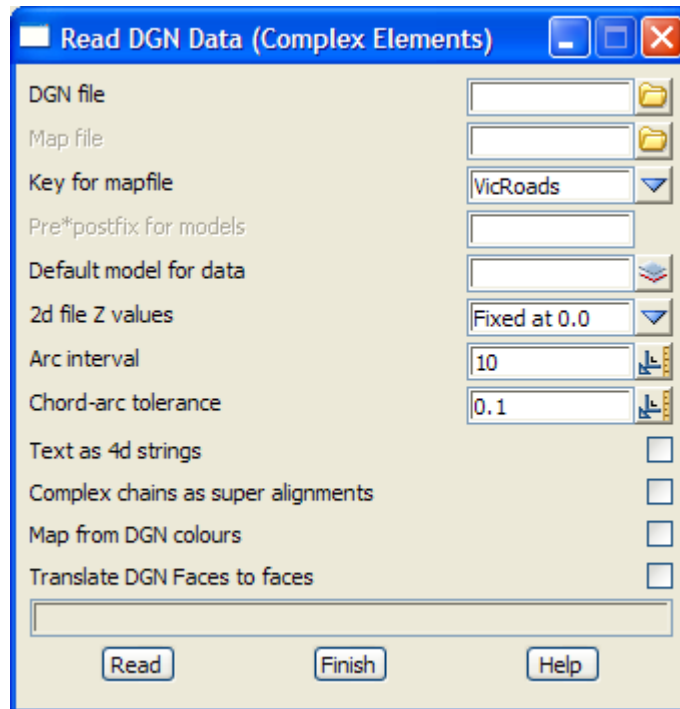 Read DGN Data (Complex Elements)
DGN file
Map file
Key for mapfile VicRoads
Pre*postfix for models
Default model for data
2d file Z values Fixed at 0.0
Arc interval 10
Chord-arc tolerance 0.1
Text as 4d strings
Complex chains as super alignments
Map from DGN colours
Translate DGN Faces to faces
Read Finish Help